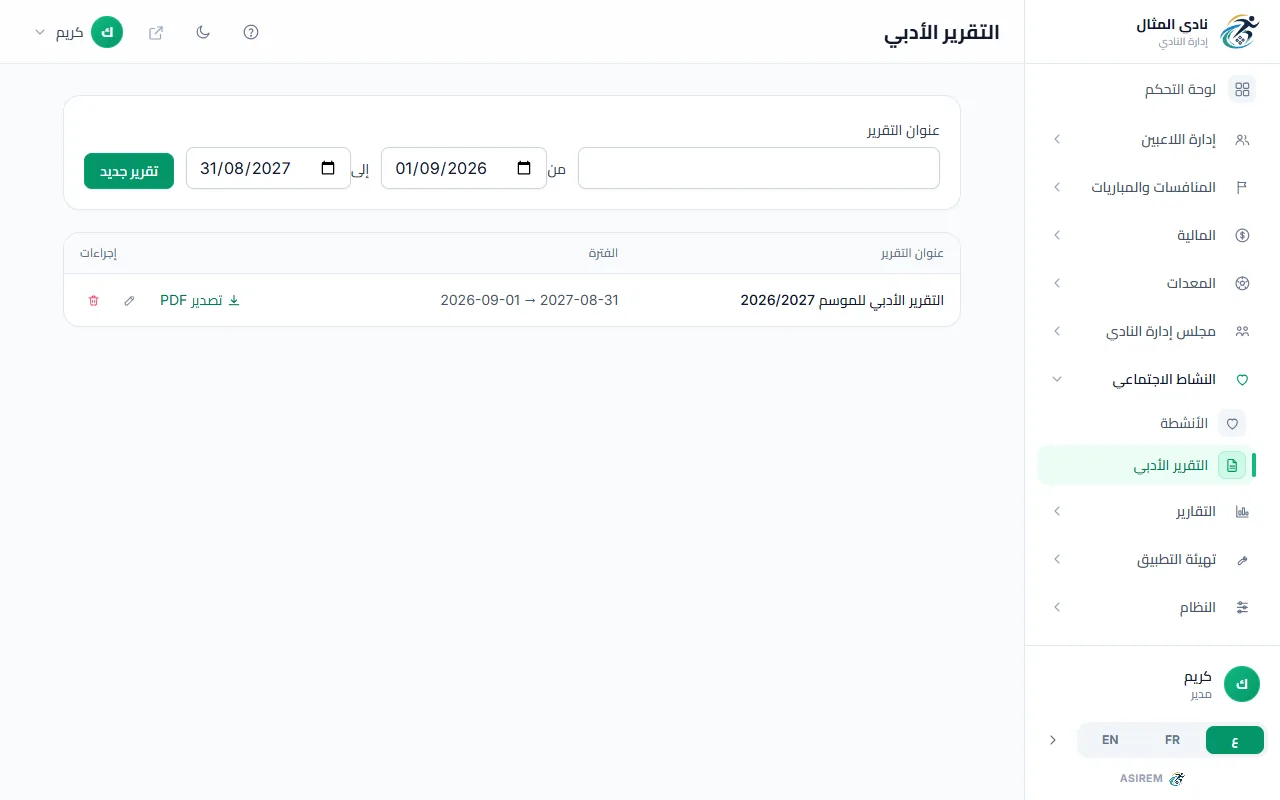 نادي المثال
إدارة النادي
لوحة التحكم
إدارة اللاعبين
المنافسات والمباريات
المالية
المعدات
مجلس إدارة النادي
النشاط الاجتماعي
الأنشطة
التقرير الأدبي
التقارير
تهيئة التطبيق
النظام
ك
كريم
مدير
ع FR EN
ASIREM
التقرير الأدبي
ك كريم
عنوان التقرير
من 01/09/2026 إلى 31/08/2027 تقرير جديد
عنوان التقرير الفترة إجراءات
التقرير الأدبي للموسم 2026/2027 2026-09-01 → 2027-08-31 تصدير PDF